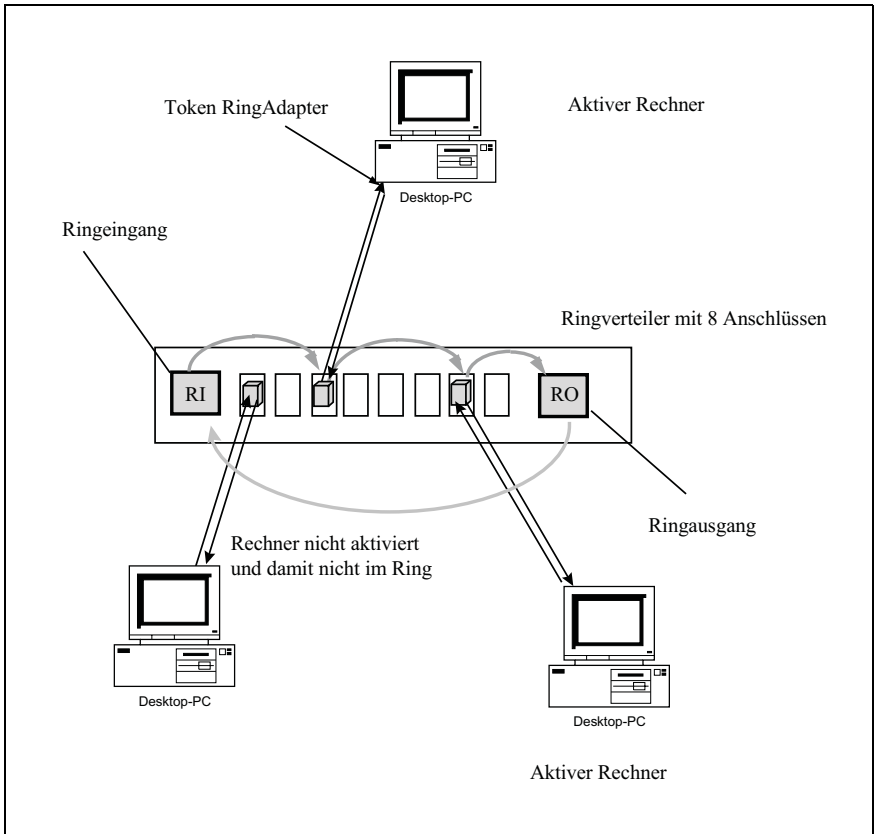 Token RingAdapter
Aktiver Rechner
Desktop-PC
Ringeingang
Ringverteiler mit 8 Anschlüssen
RI
RO
Ringausgang
Rechner nicht aktiviert
und damit nicht im Ring
Desktop-PC
Desktop-PC
Aktiver Rechner